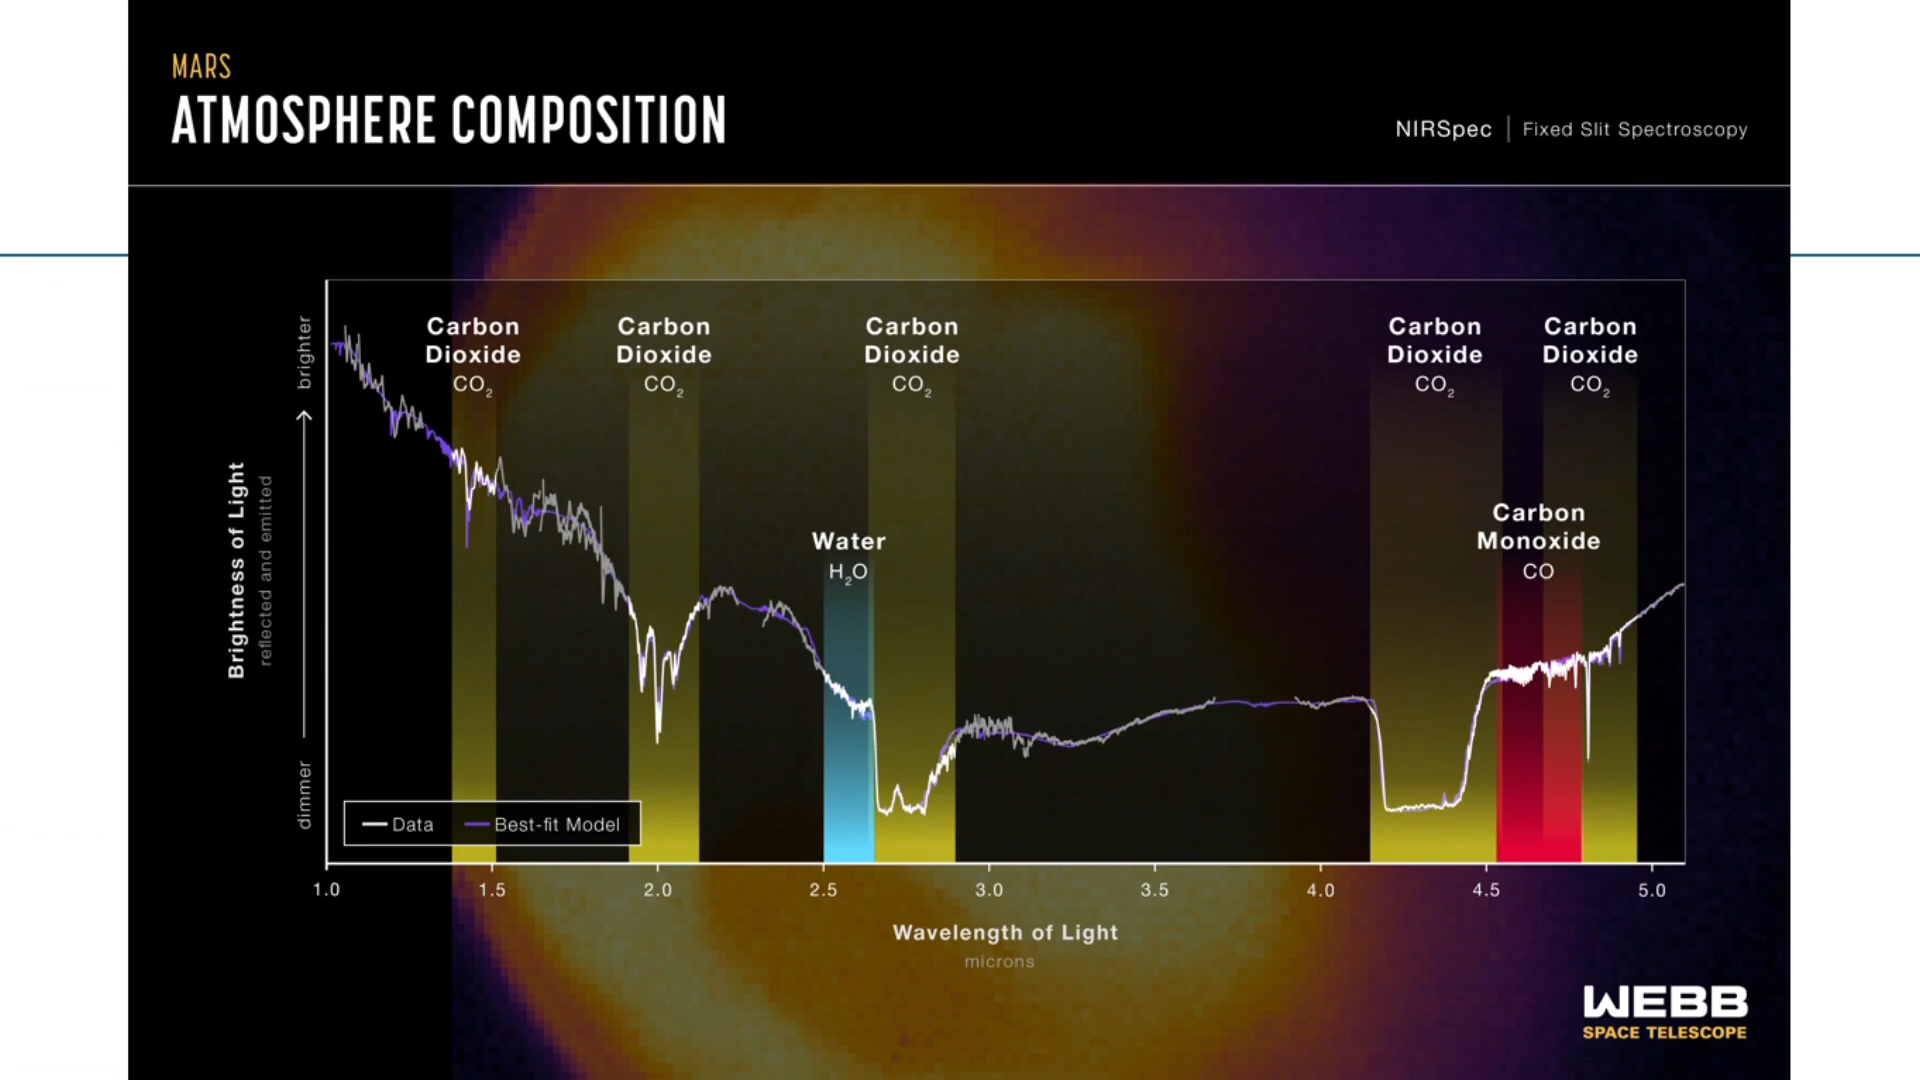 MARS
ATMOSPHERE COMPOSITION
NIRSpec | Fixed Slit Spectroscopy
Carbon
Dioxide
CO₂
Carbon
Dioxide
CO₂
Carbon
Dioxide
CO₂
Carbon
Dioxide
CO₂
Carbon
Dioxide
CO₂
Water
H₂O
Carbon
Monoxide
CO
brighter
Brightness of Light
reflected and emitted
dimmer
Data
Best-fit Model
1.0 1.5 2.0 2.5 3.0 3.5 4.0 4.5 5.0
Wavelength of Light
microns
WEBB
SPACE TELESCOPE